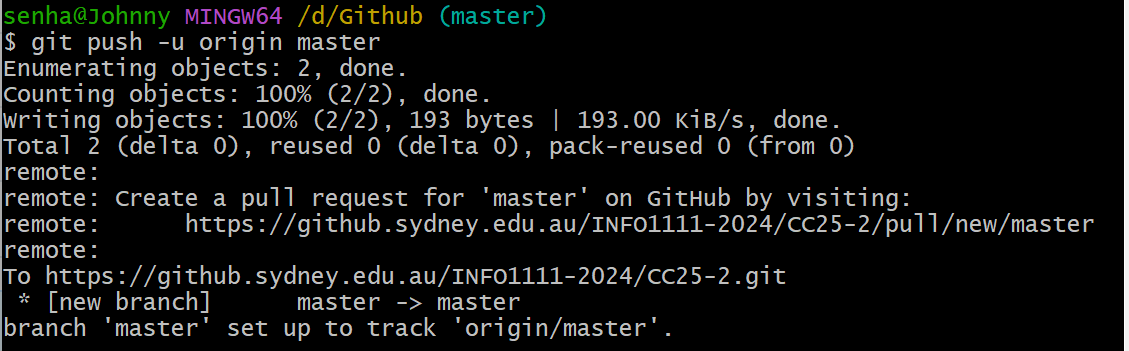 senha@Johnny MINGW64 /d/Github (master)
$ git push -u origin master
Enumerating objects: 2, done.
Counting objects: 100% (2/2), done.
Writing objects: 100% (2/2), 193 bytes | 193.00 KiB/s, done.
Total 2 (delta 0), reused 0 (delta 0), pack-reused 0 (from 0)
remote:
remote: Create a pull request for 'master' on GitHub by visiting:
remote:      https://github.sydney.edu.au/INFO1111-2024/CC25-2/pull/new/master
remote:
To https://github.sydney.edu.au/INFO1111-2024/CC25-2.git
 * [new branch]      master -> master
branch 'master' set up to track 'origin/master'.